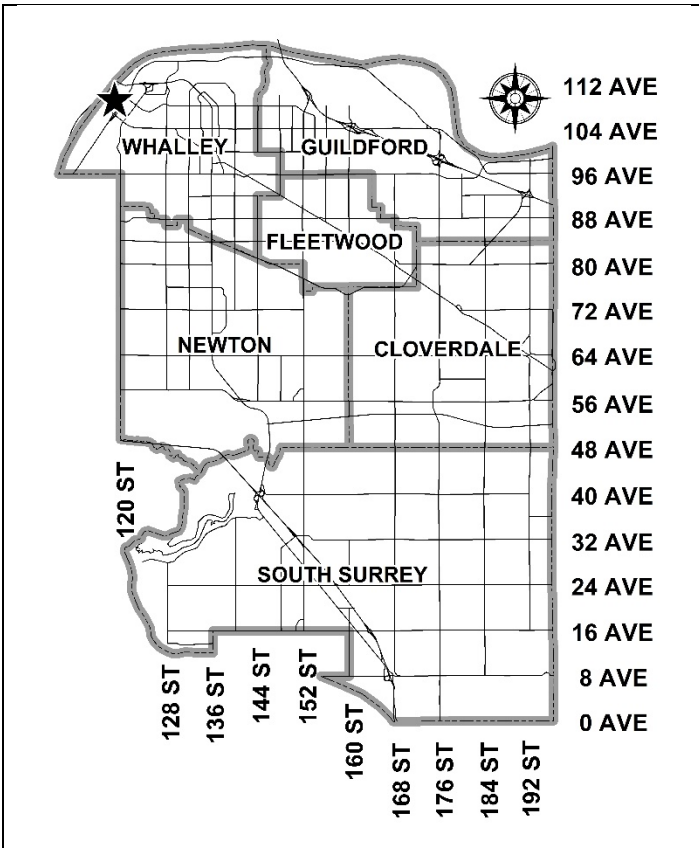 112 AVE
104 AVE
WHALLEY
GUILDFORD
96 AVE
88 AVE
FLEETWOOD
80 AVE
72 AVE
NEWTON
CLOVERDALE
64 AVE
56 AVE
48 AVE
120 ST
40 AVE
32 AVE
SOUTH SURREY
24 AVE
16 AVE
128 ST
136 ST
144 ST
152 ST
160 ST
8 AVE
0 AVE
168 ST
176 ST
184 ST
192 ST